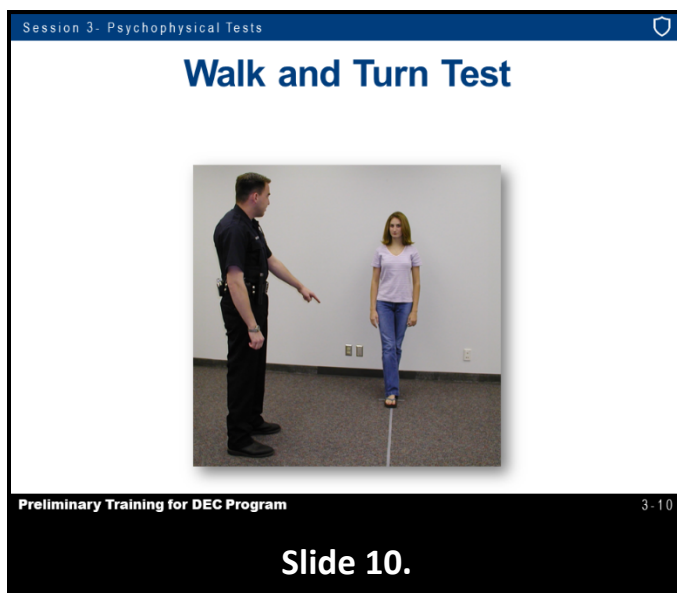 Session 3- Psychophysical Tests
Walk and Turn Test
Preliminary Training for DEC Program
3-10
Slide 10.